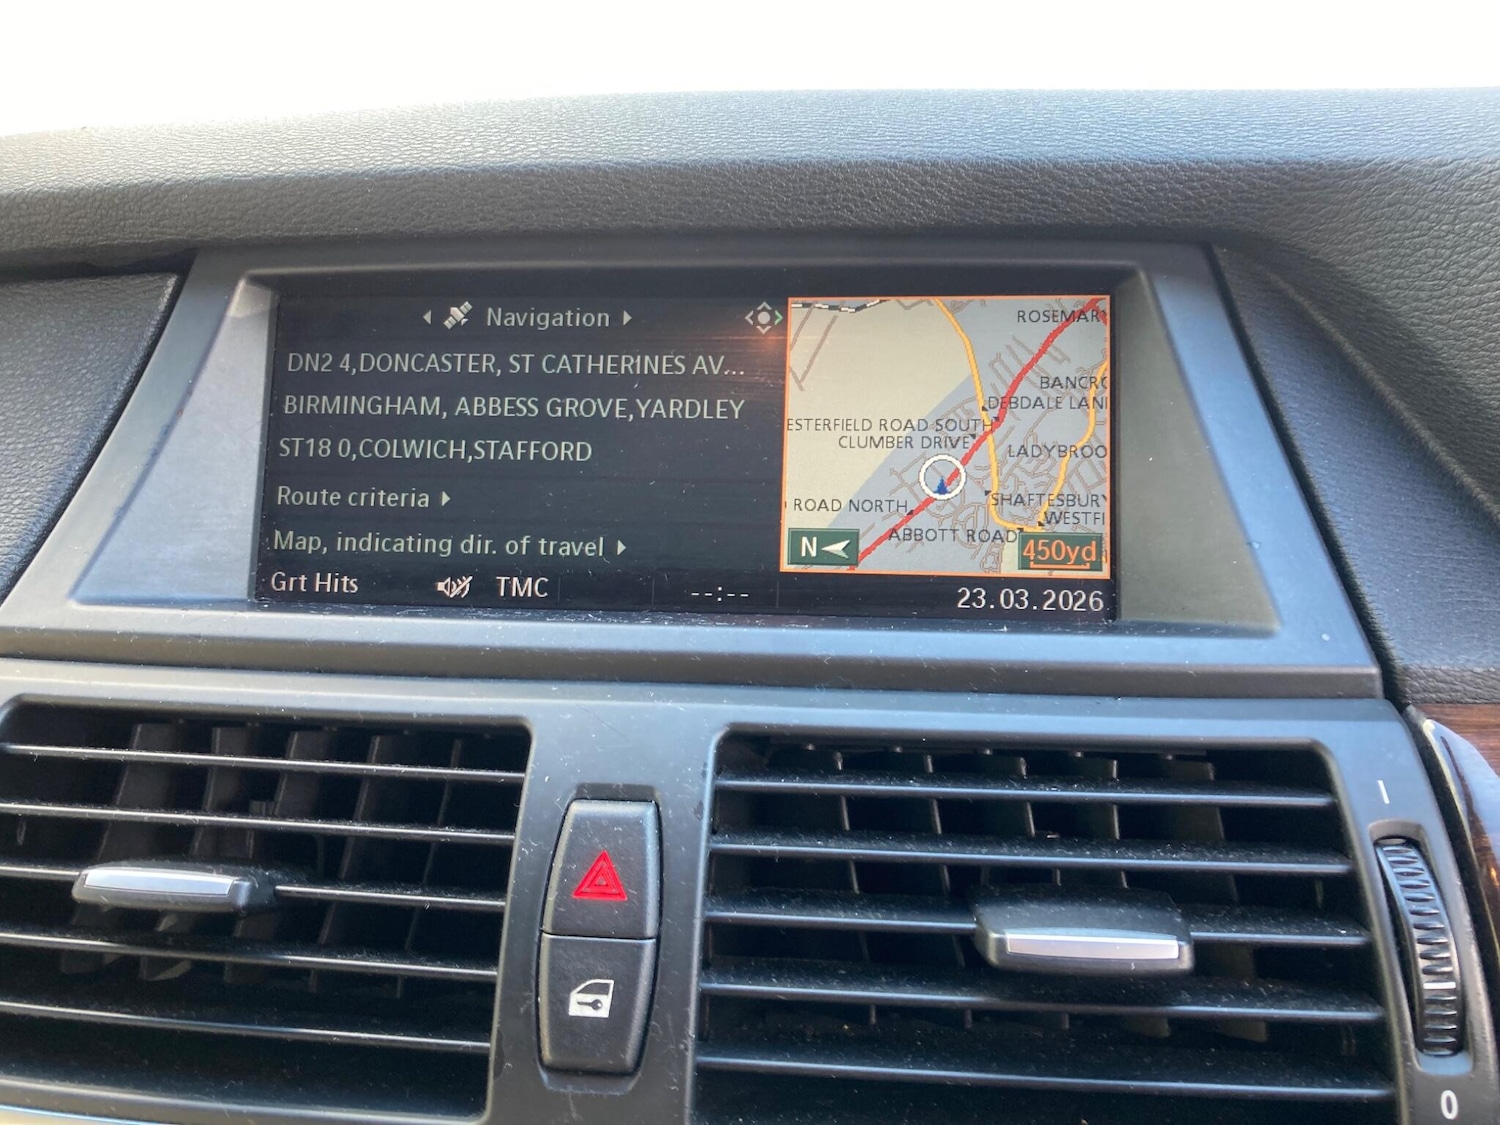 Navigation
DN2 4,DONCASTER, ST CATHERINES AV...
BIRMINGHAM, ABBESS GROVE,YARDLEY
ST18 0,COLWICH,STAFFORD
Route criteria
Map, indicating dir. of travel
Grt Hits
TMC
--:--
23.03.2026
ROSEMAR
BANCRO
DEBDALE LAN
ESTERFIELD ROAD SOUTH
CLUMBER DRIVE
LADYBROO
ROAD NORTH
SHAFTESBURY
WESTFI
ABBOTT ROAD
N
450yd
I
0